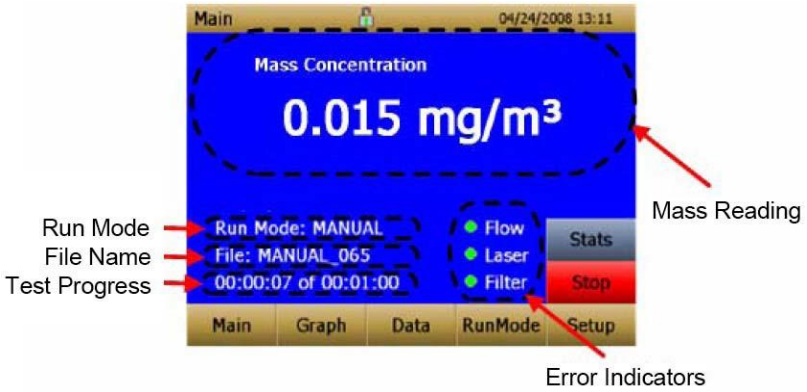 Main 04/24/2008 13:11
Mass Concentration
0.015 mg/m³
Mass Reading
Run Mode
Run Mode: MANUAL
Flow
File Name
File: MANUAL_065
Laser
Stats
Test Progress
00:00:07 of 00:01:00
Filter
Stop
Main Graph Data RunMode Setup
Error Indicators